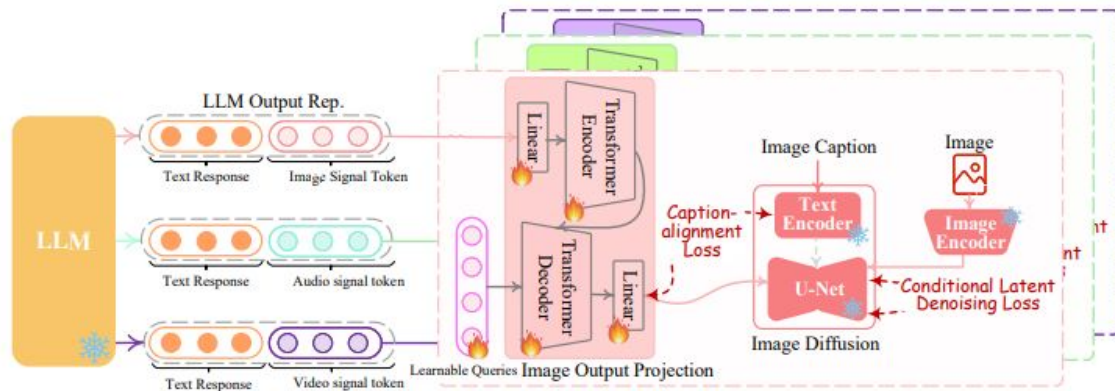 LLM Output Rep.
LLM
Text Response
Image Signal Token
Text Response
Audio signal token
Text Response
Video signal token
Linear
Transformer
Encoder
Transformer
Decoder
Linear
Learnable Queries
Image Output Projection
Caption-
alignment
Loss
Image Caption
Text
Encoder
U-Net
Image Diffusion
Image
Image
Encoder
Conditional Latent
Denoising Loss